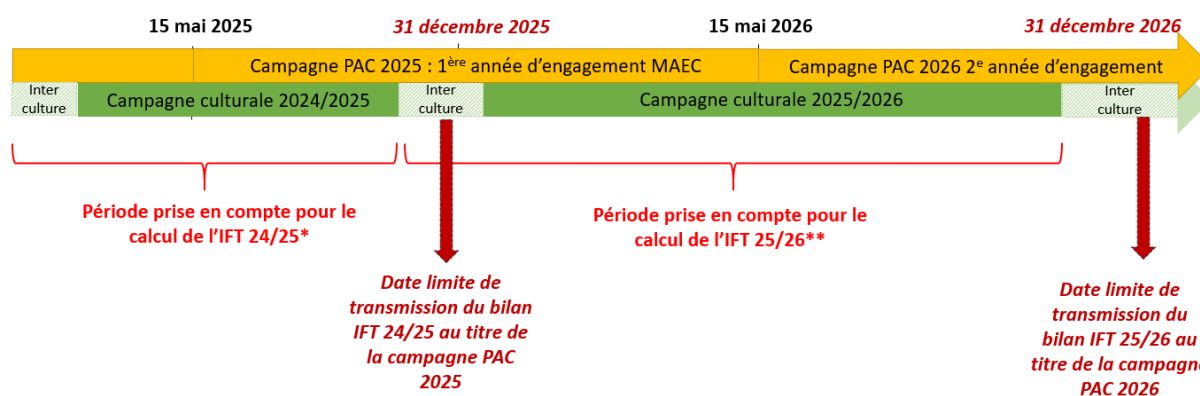 15 mai 2025
31 décembre 2025
15 mai 2026
31 décembre 2026
Campagne PAC 2025 : 1ère année d'engagement MAEC
Campagne PAC 2026 2e année d'engagement
Inter
culture
Campagne culturale 2024/2025
Inter
culture
Campagne culturale 2025/2026
Inter
culture
Période prise en compte pour le
calcul de l'IFT 24/25*
Période prise en compte pour le
calcul de l'IFT 25/26**
Date limite de
transmission du bilan
IFT 24/25 au titre de
la campagne PAC
2025
Date limite de
transmission du
bilan IFT 25/26 au
titre de la campagne
PAC 2026